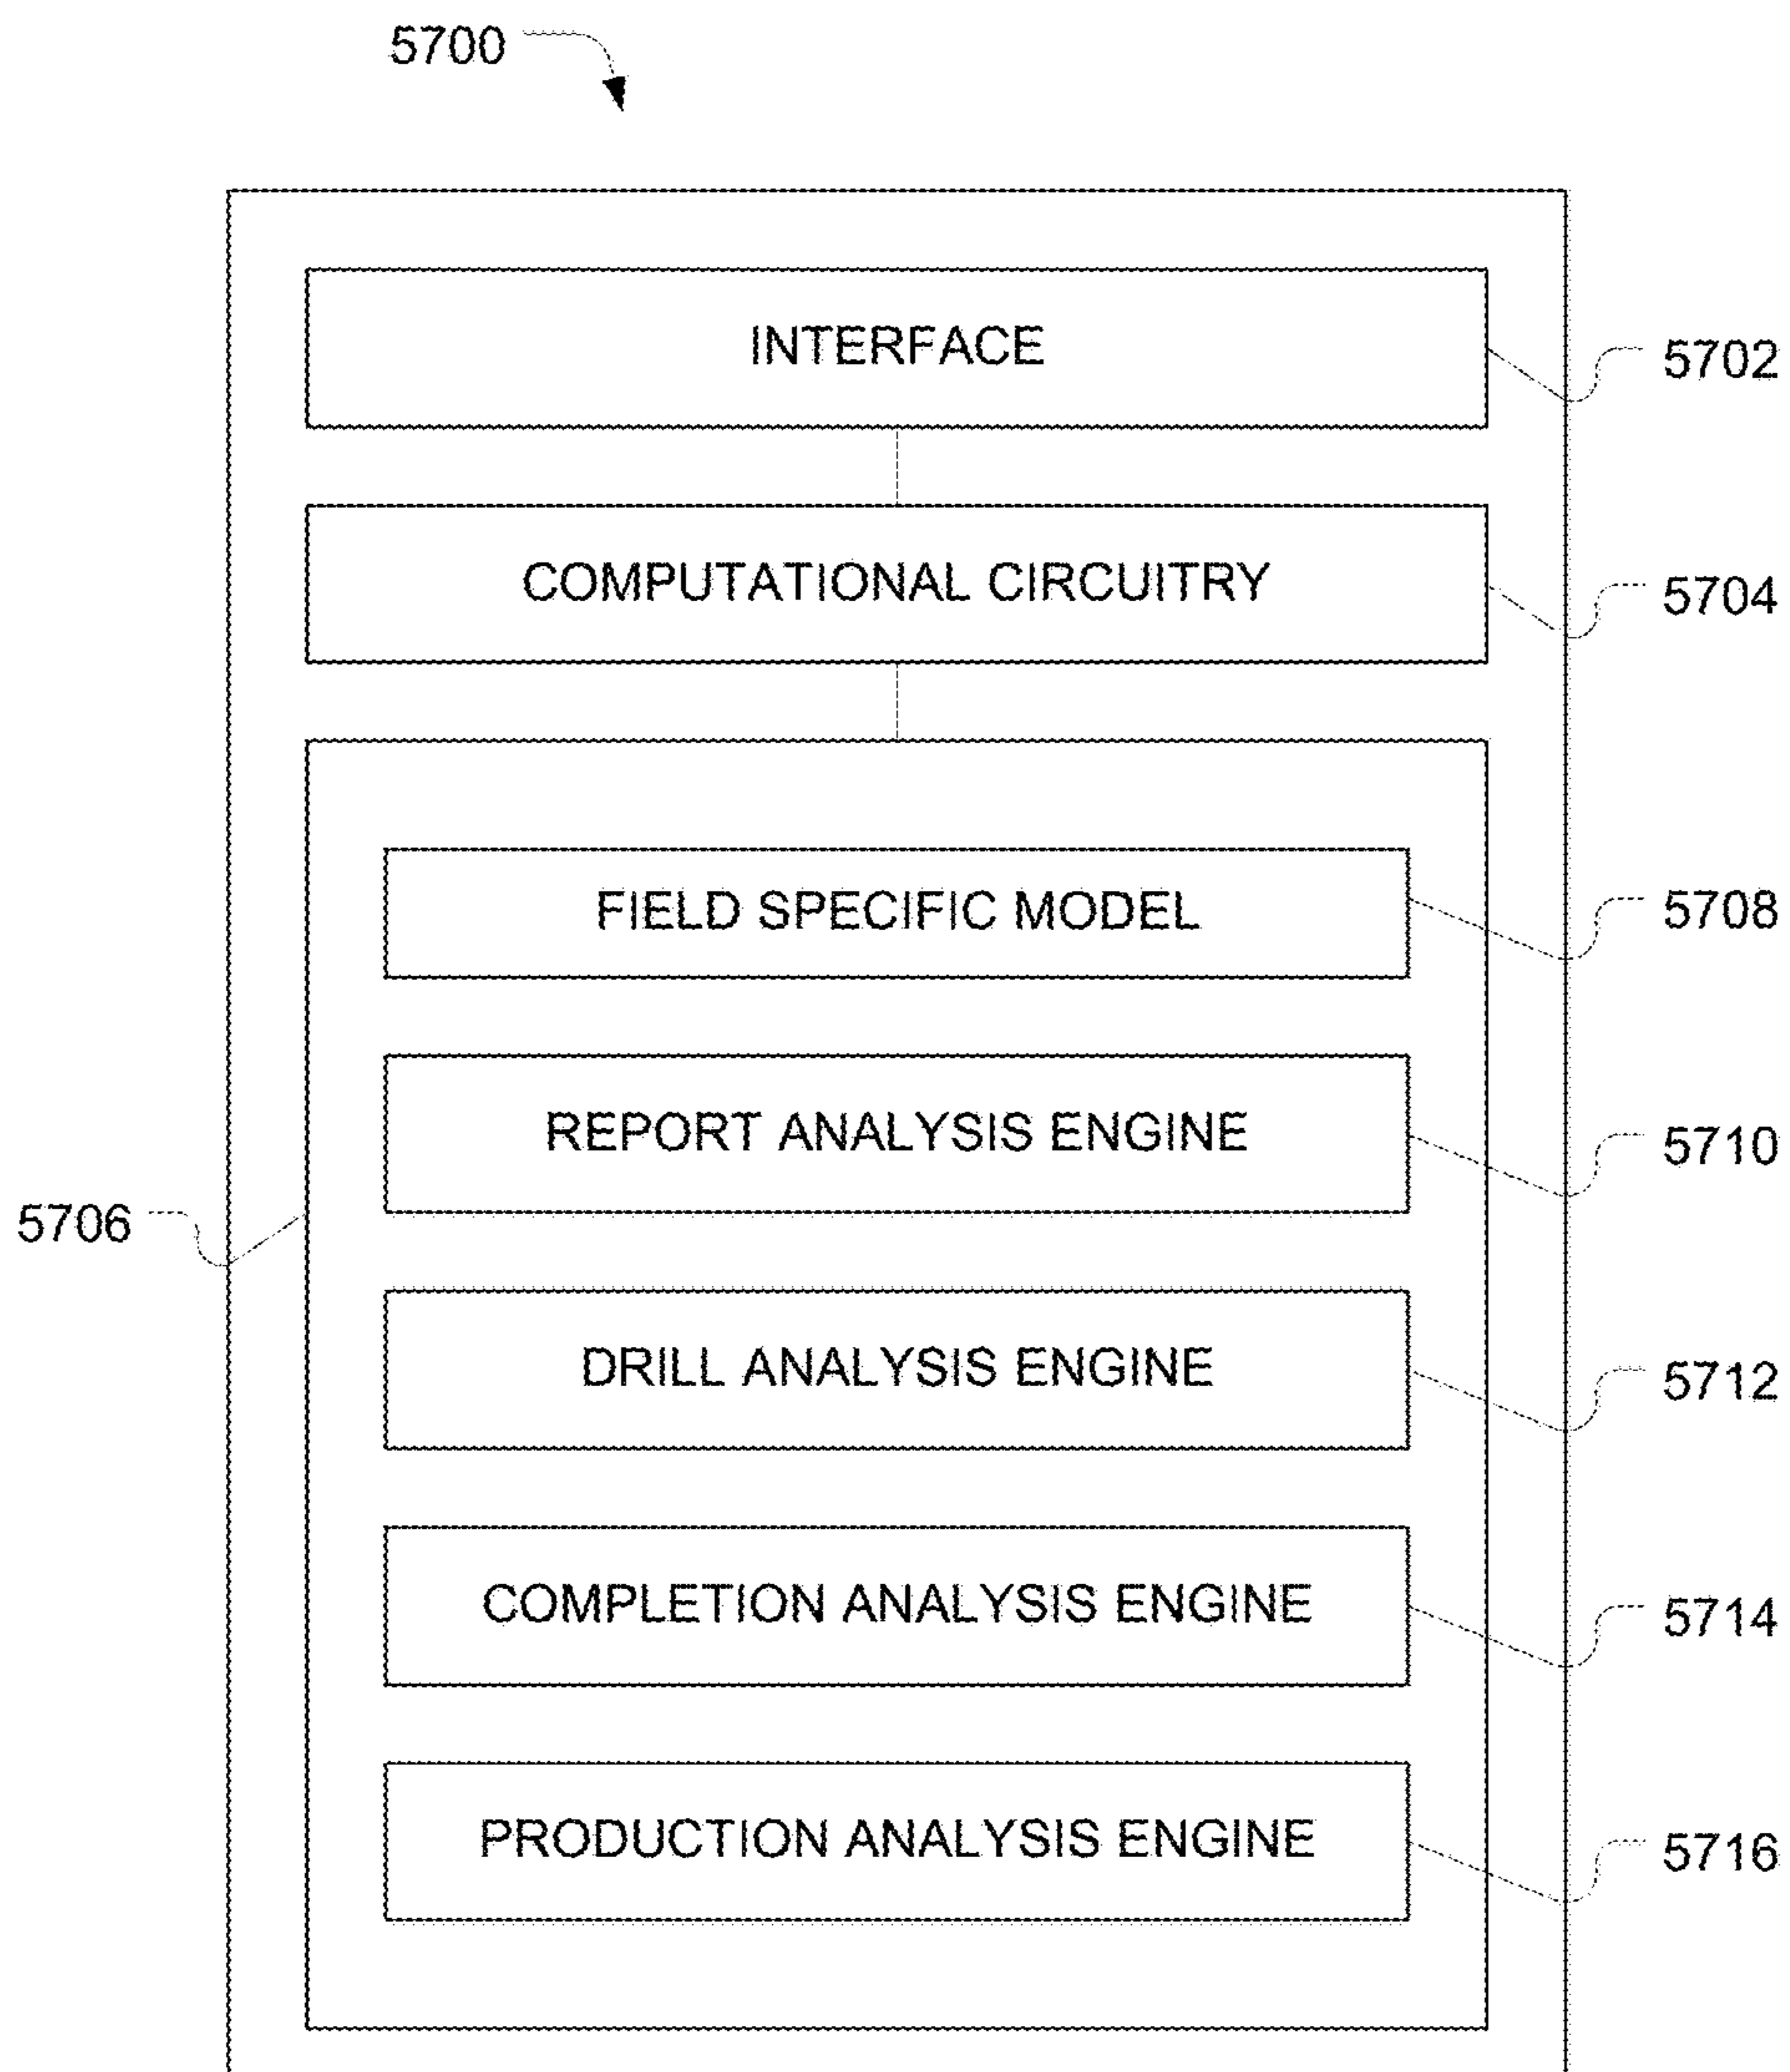 5700
INTERFACE
5702
COMPUTATIONAL CIRCUITRY
5704
FIELD SPECIFIC MODEL
5708
REPORT ANALYSIS ENGINE
5710
5706
DRILL ANALYSIS ENGINE
5712
COMPLETION ANALYSIS ENGINE
5714
PRODUCTION ANALYSIS ENGINE
5716